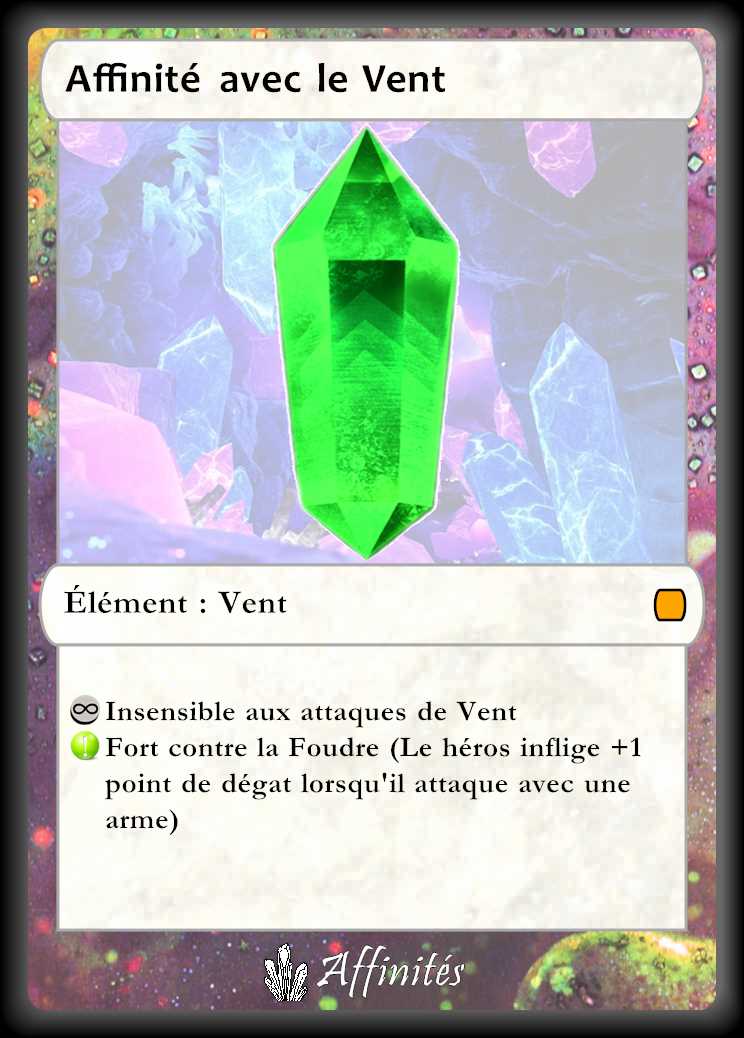 Affinité avec le Vent
Élément : Vent
∞ Insensible aux attaques de Vent
! Fort contre la Foudre (Le héros inflige +1
point de dégat lorsqu'il attaque avec une
arme)
Affinités